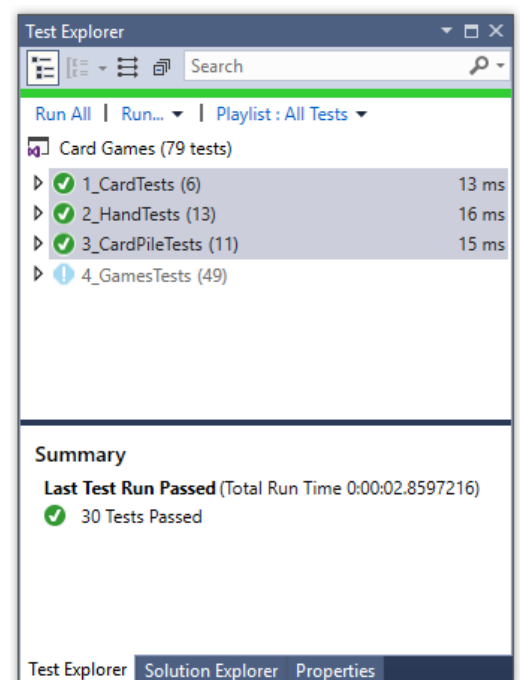 Test Explorer
Search
Run All | Run... | Playlist : All Tests
Card Games (79 tests)
1_CardTests (6) 13 ms
2_HandTests (13) 16 ms
3_CardPileTests (11) 15 ms
4_GamesTests (49)
Summary
Last Test Run Passed (Total Run Time 0:00:02.8597216)
30 Tests Passed
Test Explorer Solution Explorer Properties